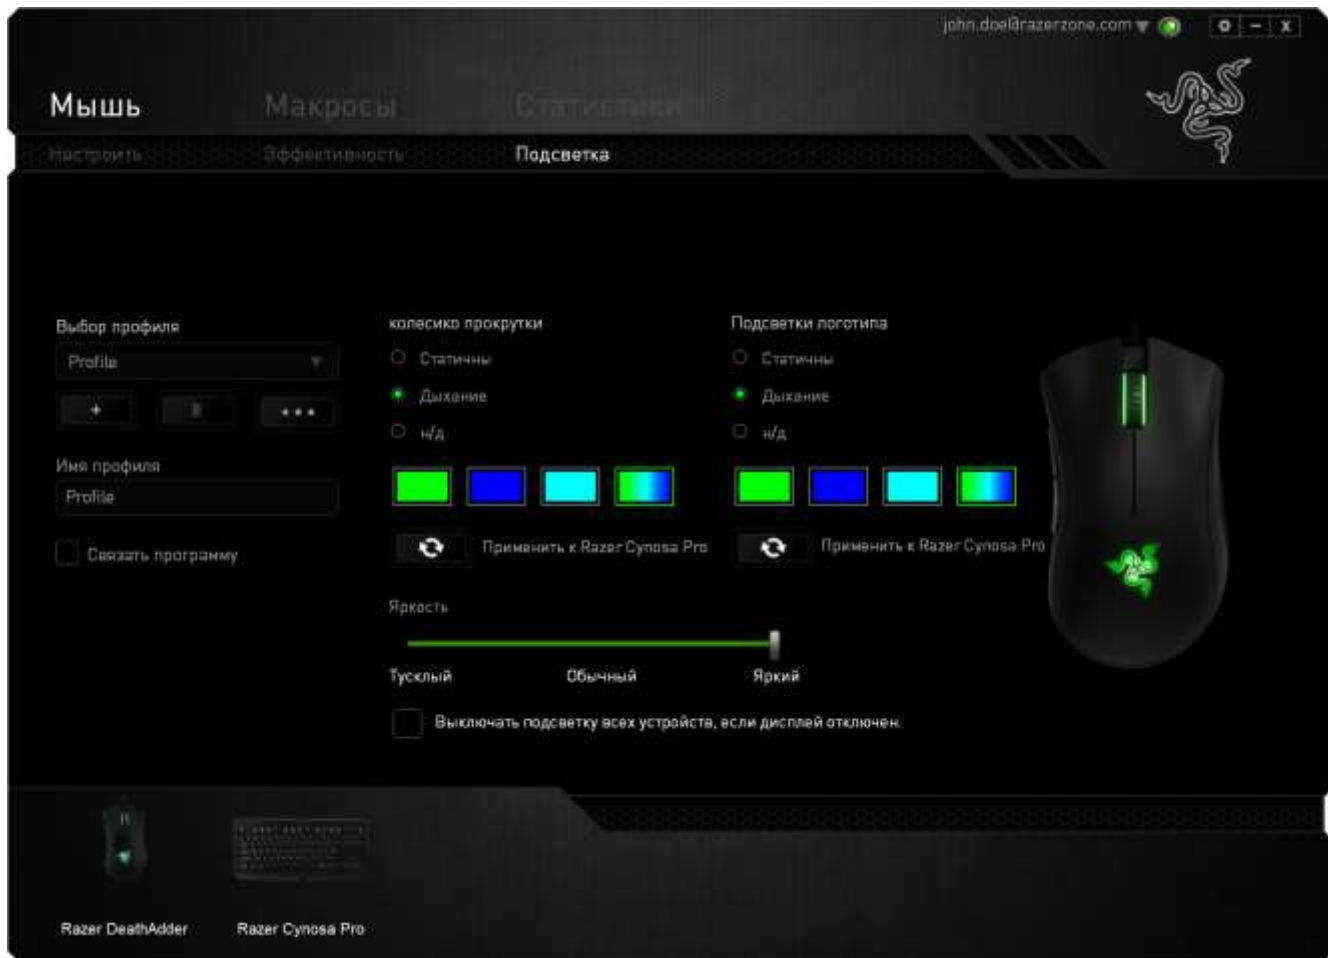 john.doe@razerzone.com
X
Мышь
Макросы
Статистики
Настроить
Эффективность
Подсветка
Выбор профиля
Profile
+
Имя профиля
Profile
Связать программу
колесико прокрутки
Статичны
Дыхание
н/д
Применить к Razer Cynosa Pro
Подсветки логотипа
Статичны
Дыхание
н/д
Применить к Razer Cynosa Pro
Яркость
Тусклый
Обычный
Яркий
Выключать подсветку всех устройств, если дисплей отключен.
Razer DeathAdder
Razer Cynosa Pro